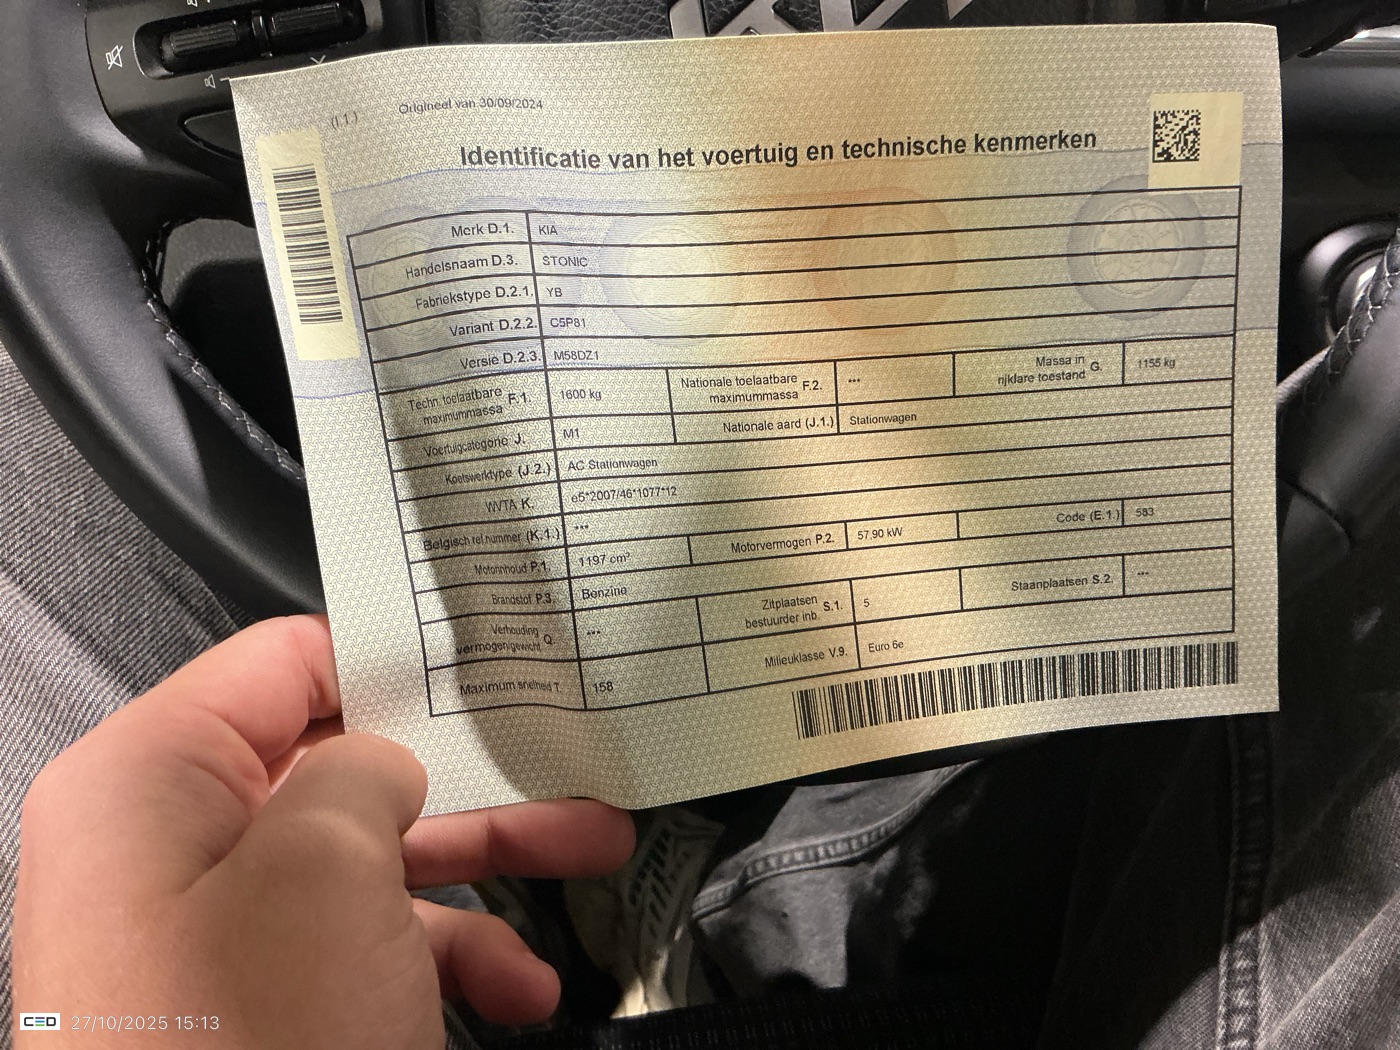 (I.1.) Origineel van 30/09/2024
Identificatie van het voertuig en technische kenmerken
Merk D.1. KIA
Handelsnaam D.3. STONIC
Fabriekstype D.2.1. YB
Variant D.2.2. C5P81
Versie D.2.3. M58DZ1
Techn. toelaatbare maximummassa F.1. 1600 kg Nationale toelaatbare maximummassa F.2. *** Massa in rijklare toestand G. 1155 kg
Voertuigcategorie J. M1 Nationale aard (J.1.) Stationwagen
Koetswerktype (J.2.) AC Stationwagen
WVTA K. e5*2007/46*1077*12
Belgisch ref.nummer (K.1.) ***
Motorinhoud P.1. 1197 cm³ Motorvermogen P.2. 57.90 kW Code (E.1.) 583
Brandstof P.3. Benzine
Verhouding vermogen/gewicht Q. *** Zitplaatsen bestuurder inb. S.1. 5 Staanplaatsen S.2. ***
Maximum snelheid T. 158 Milieuklasse V.9. Euro 6e
CED 27/10/2025 15:13